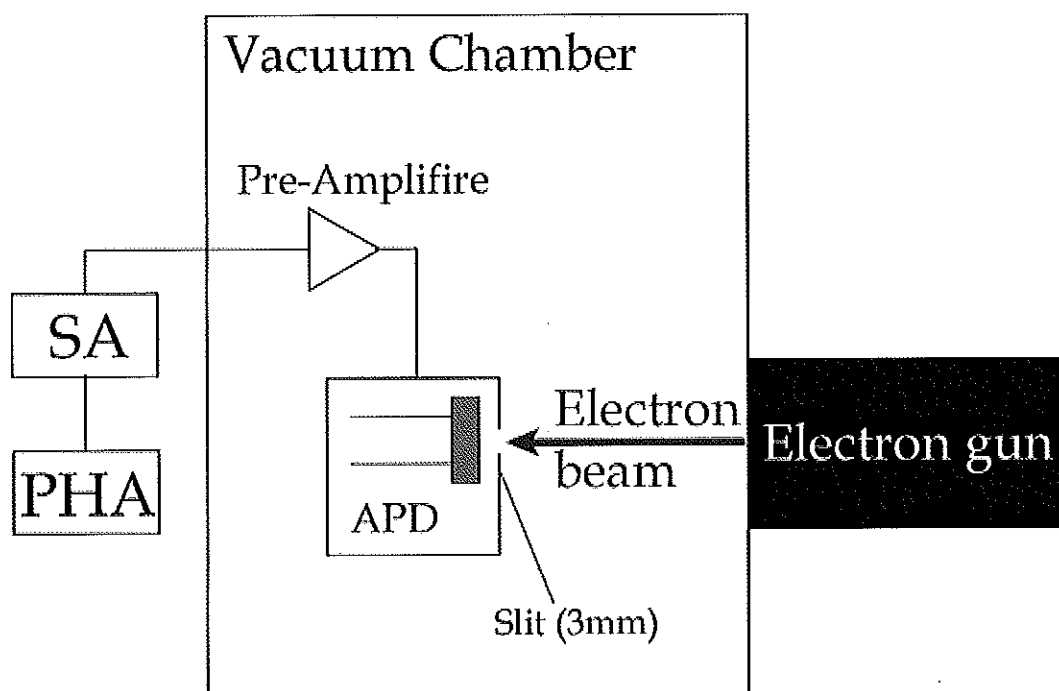 Vacuum Chamber
Pre-Amplifire
SA
PHA
APD
Electron
beam
Electron gun
Slit (3mm)